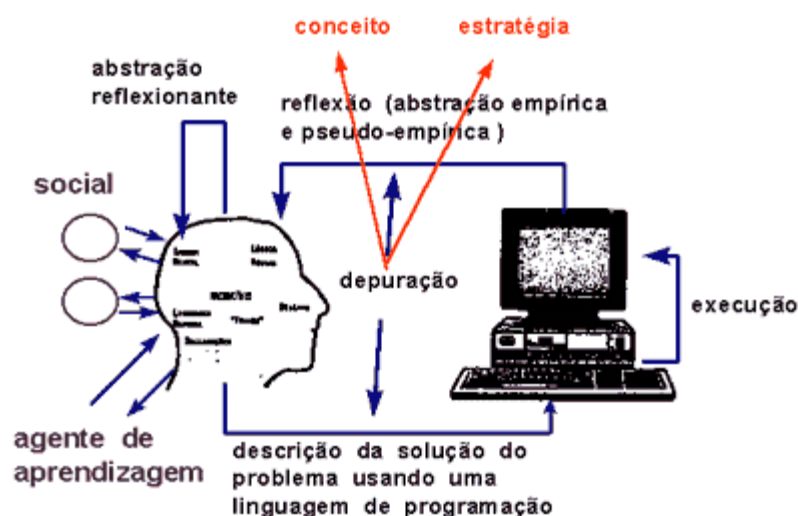 conceito
estratégia
abstração
reflexionante
reflexão (abstração empírica
e pseudo-empírica )
social
depuração
execução
agente de
aprendizagem
descrição da solução do
problema usando uma
linguagem de programação